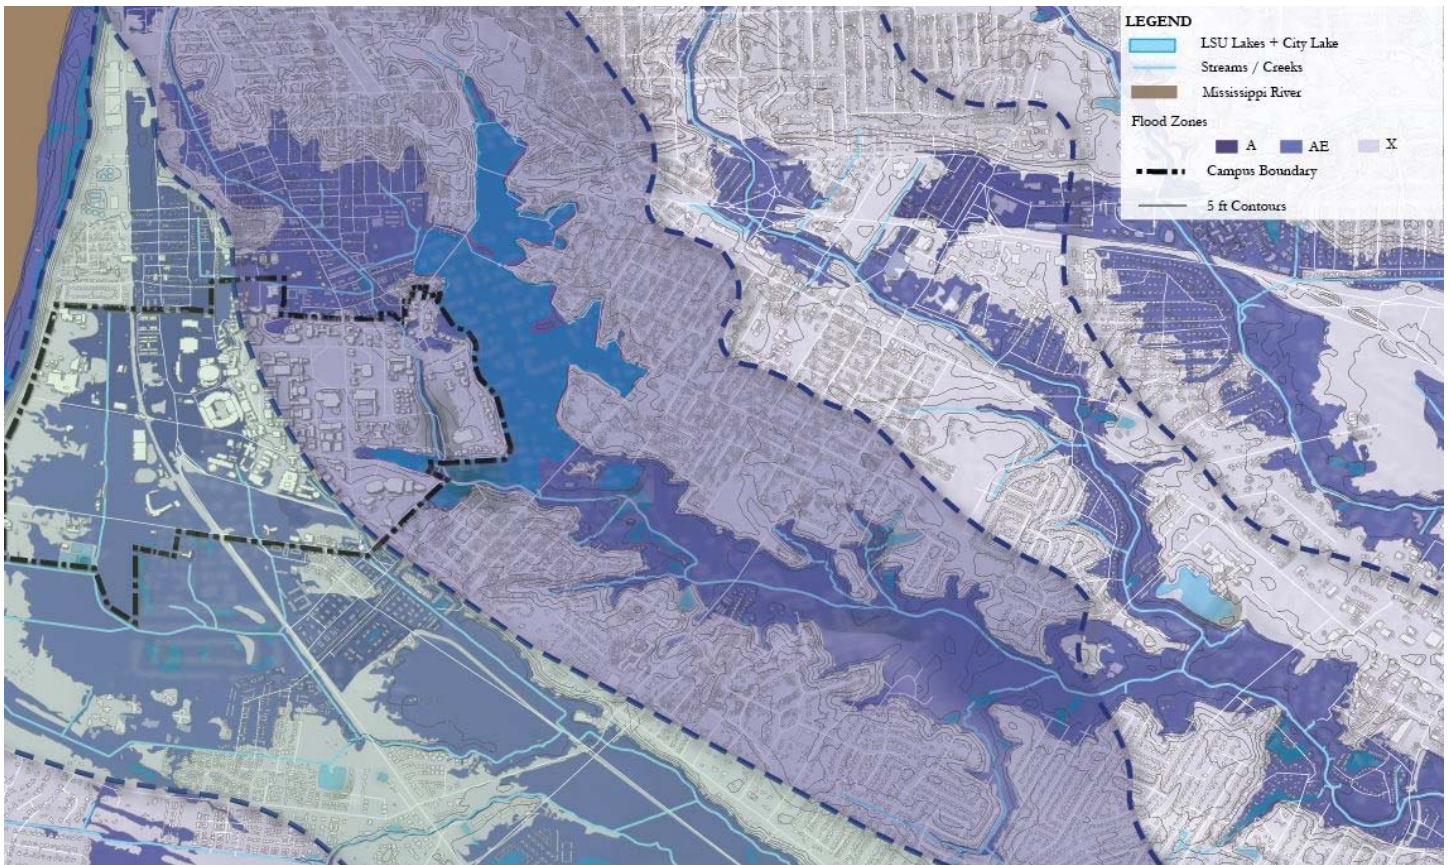 LEGEND
LSU Lakes + City Lake
Streams / Creeks
Mississippi River
Flood Zones
A AE X
Campus Boundary
5 ft Contours